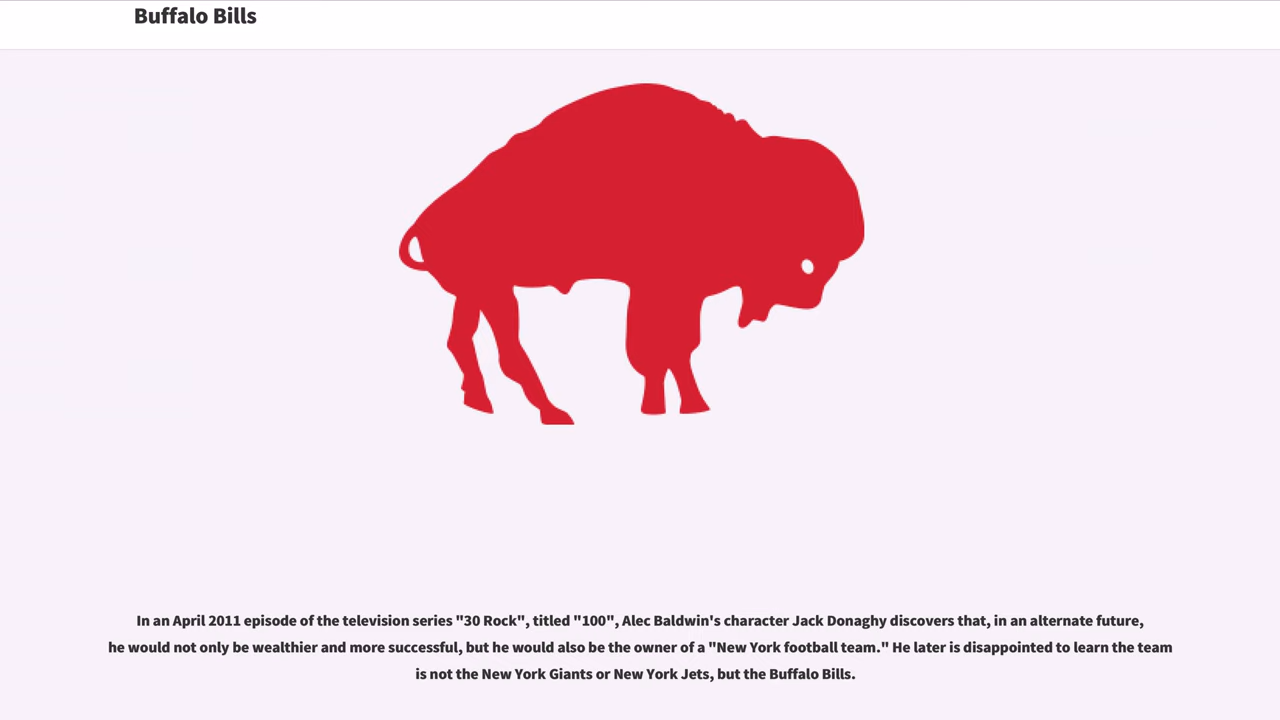 Buffalo Bills
In an April 2011 episode of the television series "30 Rock", titled "100", Alec Baldwin's character Jack Donaghy discovers that, in an alternate future,
he would not only be wealthier and more successful, but he would also be the owner of a "New York football team." He later is disappointed to learn the team
is not the New York Giants or New York Jets, but the Buffalo Bills.